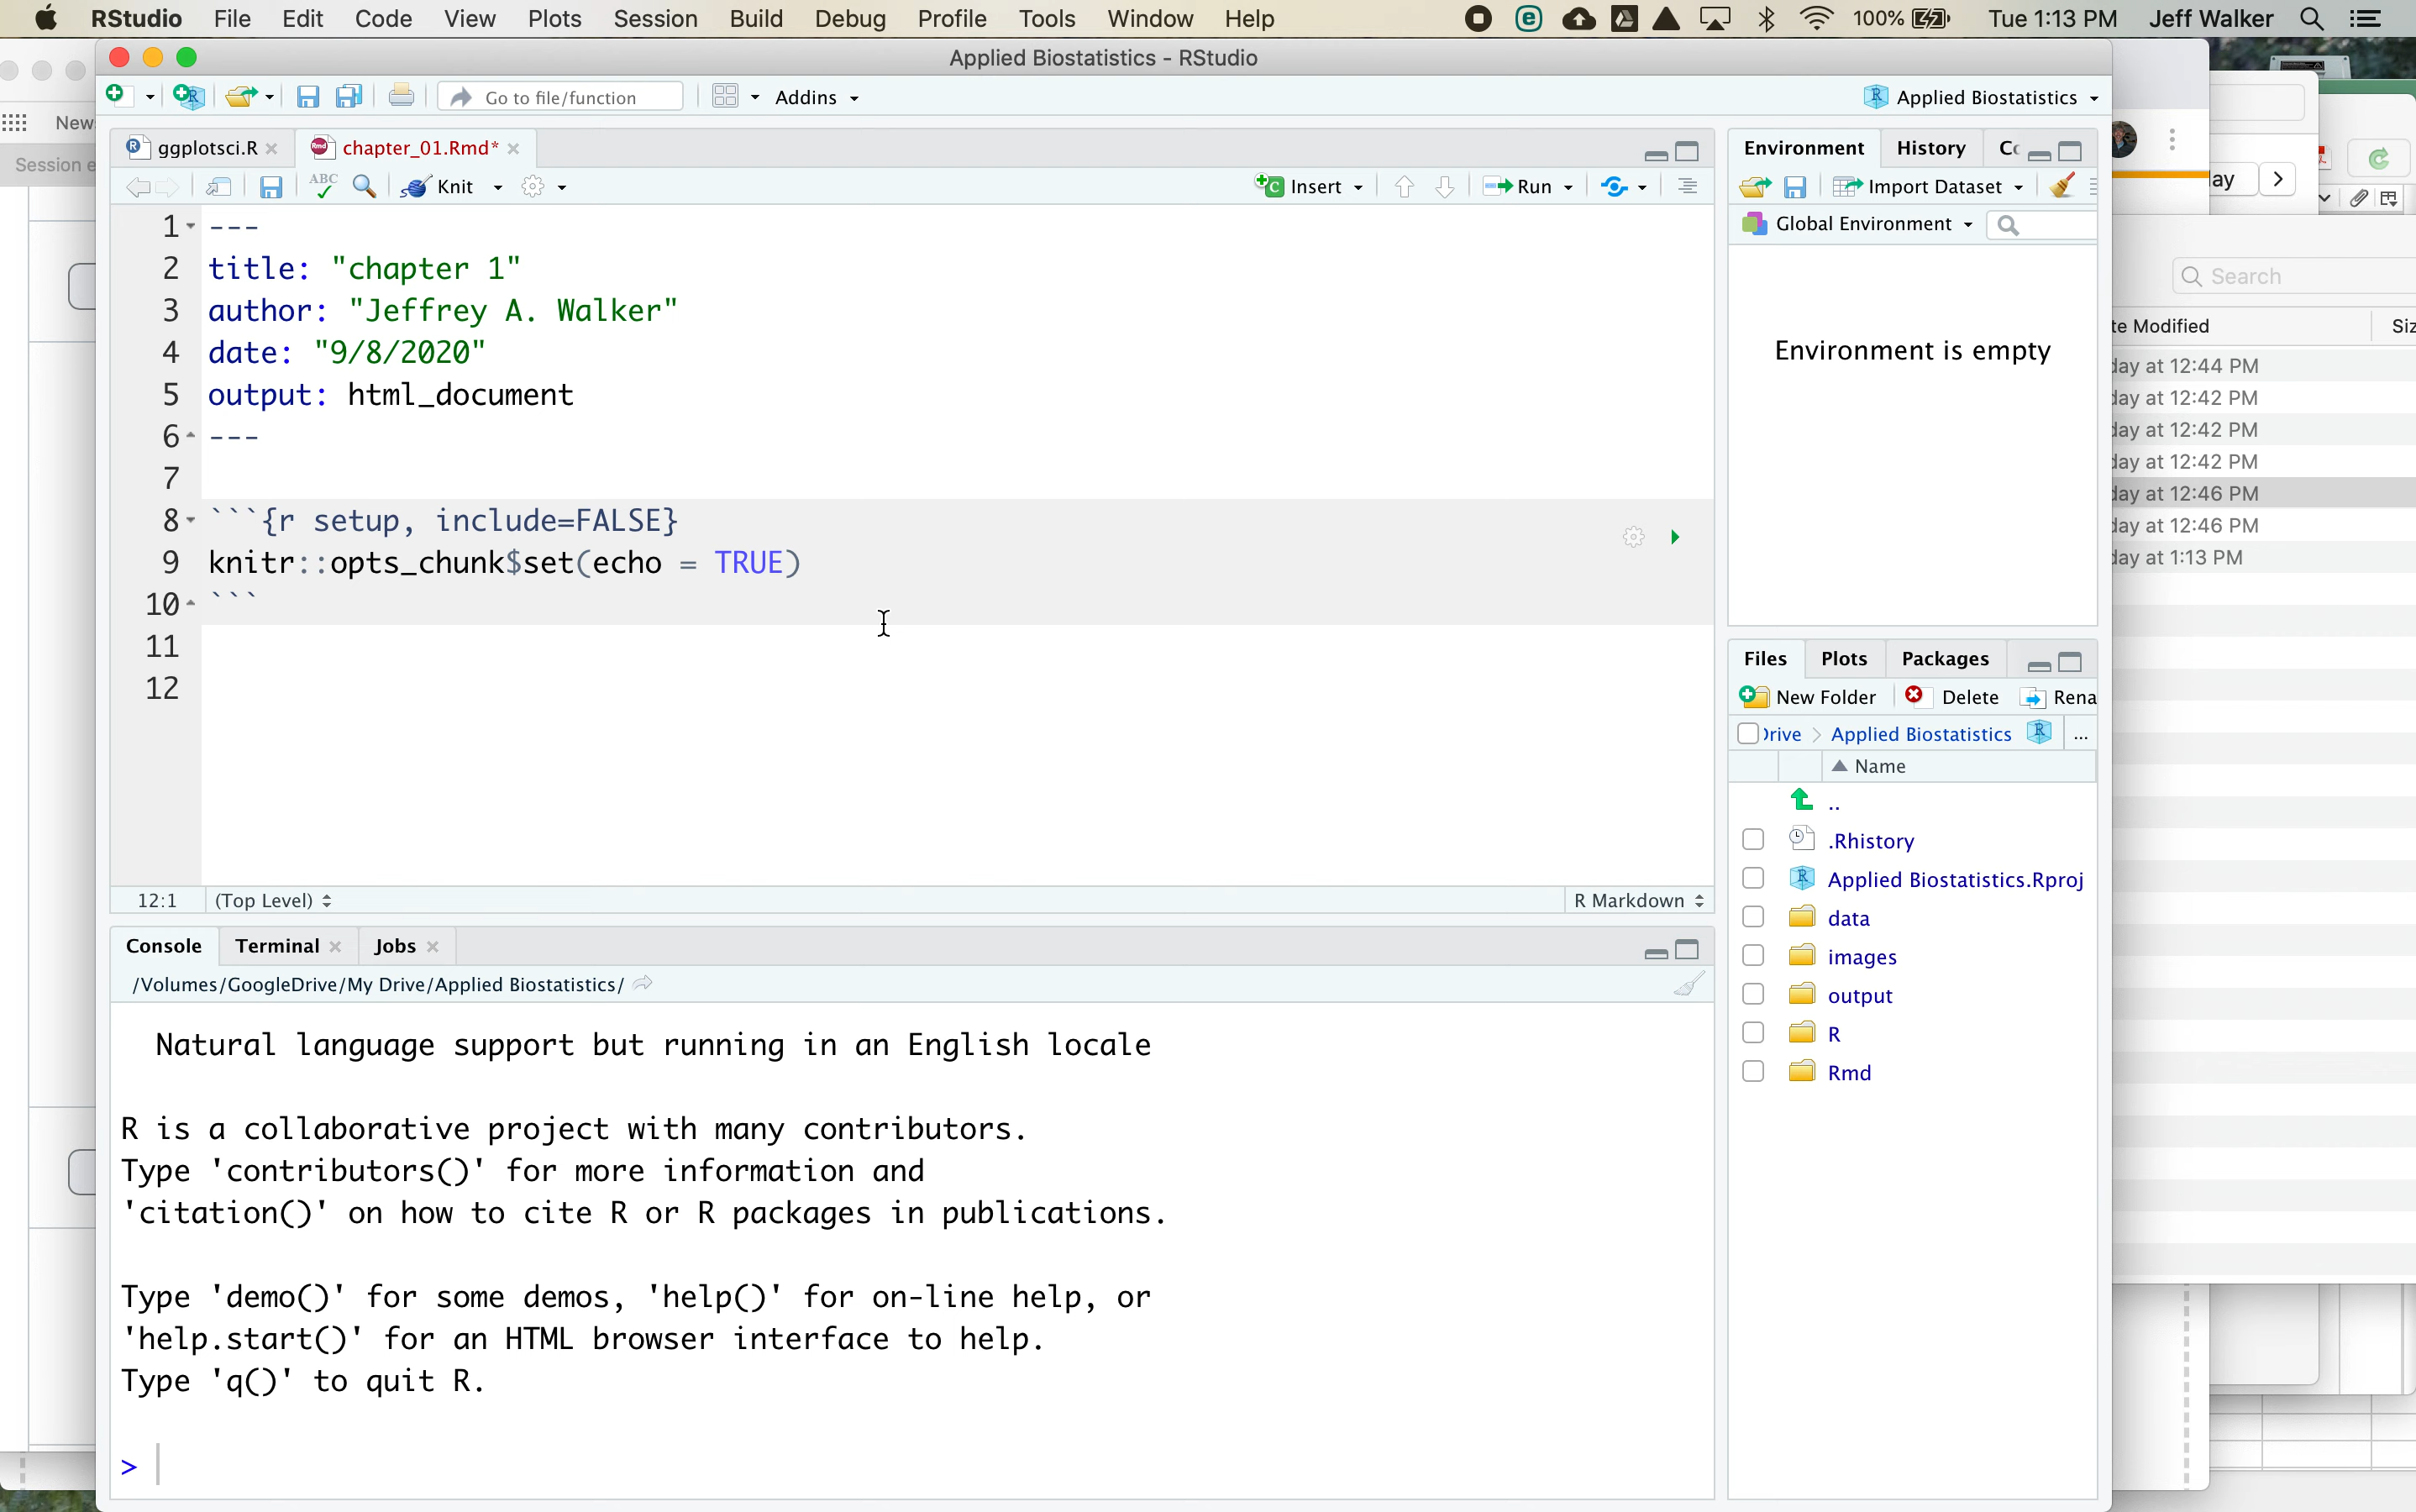 RStudio File Edit Code View Plots Session Build Debug Profile Tools Window Help 100% Tue 1:13 PM Jeff Walker
Applied Biostatistics - RStudio
Go to file/function Addins Applied Biostatistics
New
Session e
ggplotsci.R chapter_01.Rmd*
ABC Knit Insert Run
1 ---
2 title: "chapter 1"
3 author: "Jeffrey A. Walker"
4 date: "9/8/2020"
5 output: html_document
6 ---
7
8 ```{r setup, include=FALSE}
9 knitr::opts_chunk$set(echo = TRUE)
10 ```
11
12
12:1 (Top Level) R Markdown
Console Terminal Jobs
/Volumes/GoogleDrive/My Drive/Applied Biostatistics/
Natural language support but running in an English locale
R is a collaborative project with many contributors.
Type 'contributors()' for more information and
'citation()' on how to cite R or R packages in publications.
Type 'demo()' for some demos, 'help()' for on-line help, or
'help.start()' for an HTML browser interface to help.
Type 'q()' to quit R.
>
Environment History Co
Import Dataset
Global Environment
Environment is empty
Files Plots Packages
New Folder Delete Rena
Drive > Applied Biostatistics ...
Name
..
.Rhistory
Applied Biostatistics.Rproj
data
images
output
R
Rmd
ay
Search
te Modified Siz
day at 12:44 PM
day at 12:42 PM
day at 12:42 PM
day at 12:42 PM
day at 12:46 PM
day at 12:46 PM
day at 1:13 PM